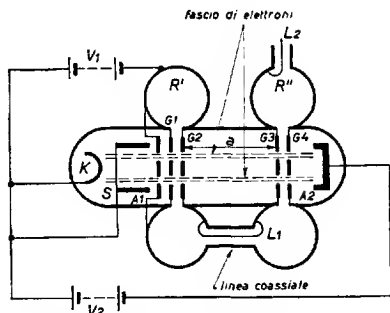 fascio di elettroni
L2
V1
R'
R"
G1
G2
G3
G4
a
K
S
A1
A2
L1
linea coassiale
V2